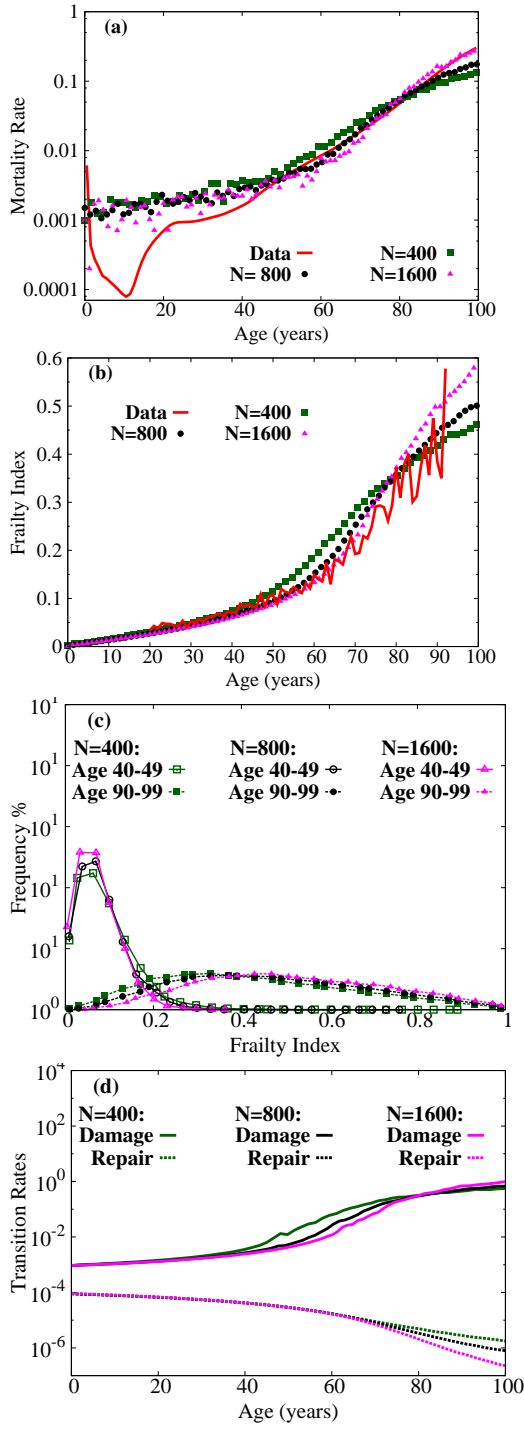 (a)
1
0.1
0.01
0.001
0.0001
Mortality Rate
Data
N=400
N= 800
N=1600
0 20 40 60 80 100
Age (years)
(b)
0.6
0.5
0.4
0.3
0.2
0.1
0
Frailty Index
Data
N=400
N=800
N=1600
0 10 20 30 40 50 60 70 80 90 100
Age (years)
(c)
10¹
10¹
10¹
10¹
10¹
10⁰
Frequency %
N=400: N=800: N=1600:
Age 40-49 Age 40-49 Age 40-49
Age 90-99 Age 90-99 Age 90-99
0 0.2 0.4 0.6 0.8 1
Frailty Index
(d)
10⁴
10²
10⁰
10⁻²
10⁻⁴
10⁻⁶
Transition Rates
N=400: N=800: N=1600:
Damage Damage Damage
Repair Repair Repair
0 20 40 60 80 100
Age (years)